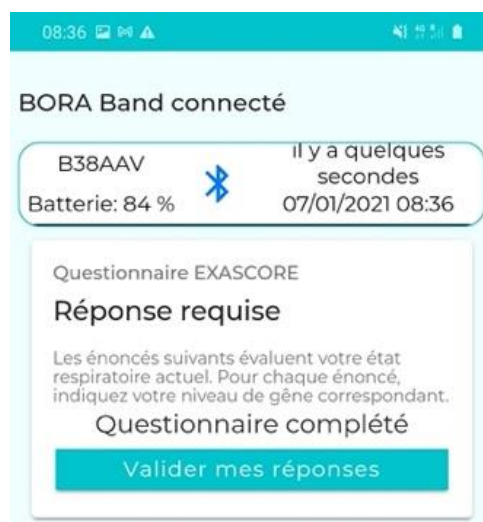 08:36
BORA Band connecté
B38AAV
Batterie: 84 %
il y a quelques
secondes
07/01/2021 08:36
Questionnaire EXASCORE
Réponse requise
Les énoncés suivants évaluent votre état
respiratoire actuel. Pour chaque énoncé,
indiquez votre niveau de gêne correspondant.
Questionnaire complété
Valider mes réponses